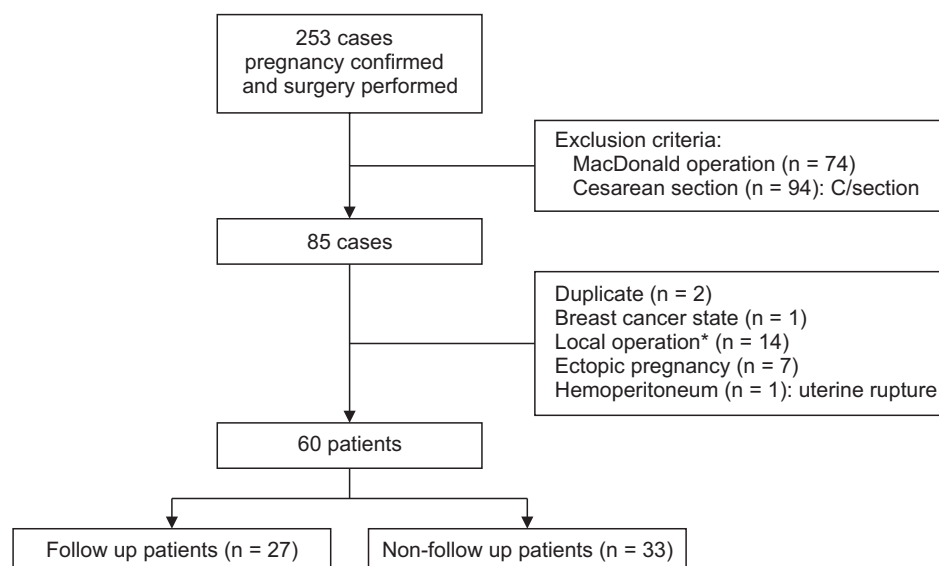 253 cases
pregnancy confirmed
and surgery performed
Exclusion criteria:
MacDonald operation (n = 74)
Cesarean section (n = 94): C/section
85 cases
Duplicate (n = 2)
Breast cancer state (n = 1)
Local operation* (n = 14)
Ectopic pregnancy (n = 7)
Hemoperitoneum (n = 1): uterine rupture
60 patients
Follow up patients (n = 27)
Non-follow up patients (n = 33)